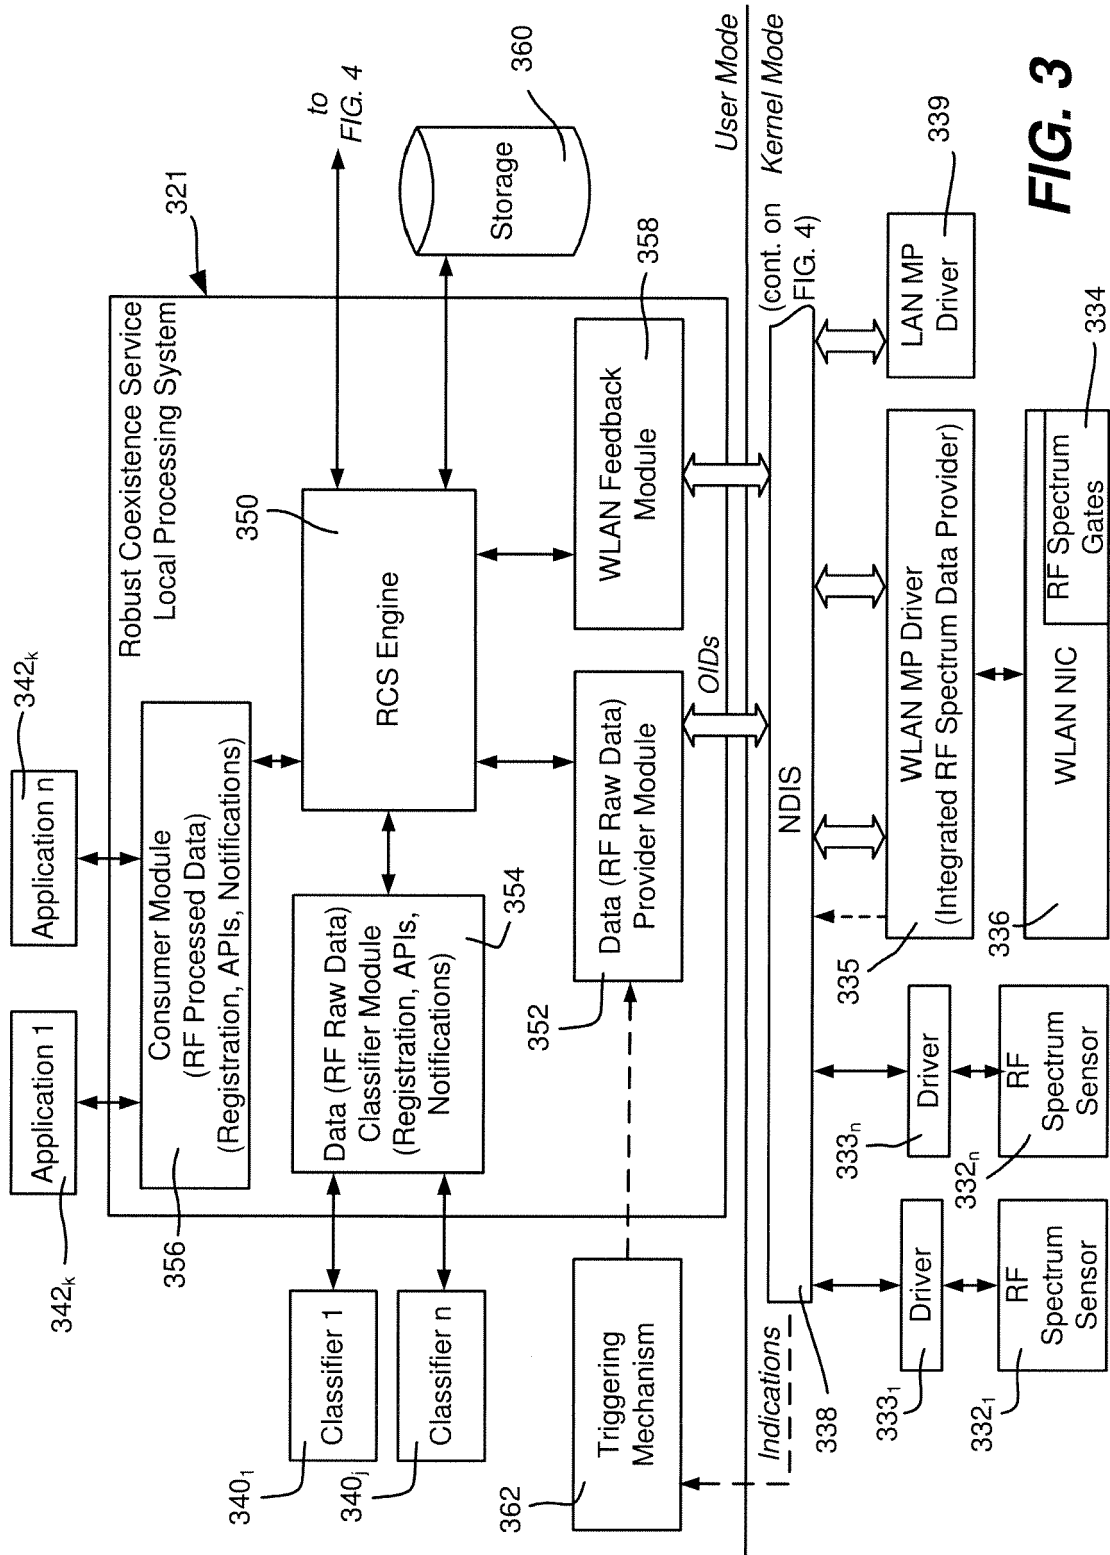 342k
342k
Application 1
Application n
356
Consumer Module
(RF Processed Data)
(Registration, APIs, Notifications)
Robust Coexistence Service
Local Processing System
321
340₁
Classifier 1
340j
Classifier n
Data (RF Raw Data)
Classifier Module
(Registration, APIs,
Notifications)
354
RCS Engine
350
to
FIG. 4
Storage
360
362
Triggering
Mechanism
352
Data (RF Raw Data)
Provider Module
WLAN Feedback
Module
358
Indications
OIDs
User Mode
Kernel Mode
338
NDIS
(cont. on
FIG. 4)
333₁
Driver
333n
Driver
335
WLAN MP Driver
(Integrated RF Spectrum Data Provider)
LAN MP
Driver
339
332₁
RF
Spectrum
Sensor
332n
RF
Spectrum
Sensor
336
WLAN NIC
RF Spectrum
Gates
334
FIG. 3